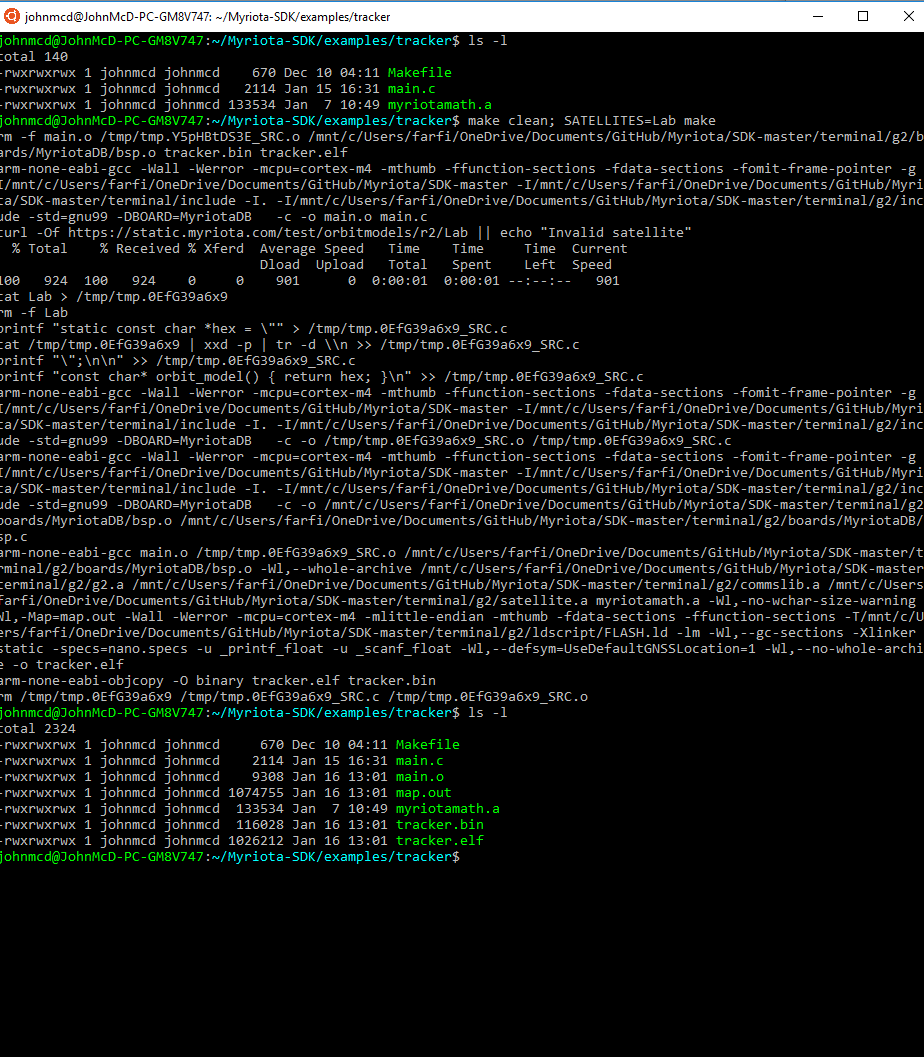 johnmcd@JohnMcD-PC-GM8V747: ~/Myriota-SDK/examples/tracker
johnmcd@JohnMcD-PC-GM8V747:~/Myriota-SDK/examples/tracker$ ls -l
total 140
-rwxrwxrwx 1 johnmcd johnmcd    670 Dec 10 04:11 Makefile
-rwxrwxrwx 1 johnmcd johnmcd   2114 Jan 15 16:31 main.c
-rwxrwxrwx 1 johnmcd johnmcd 133534 Jan  7 10:49 myriotamath.a
johnmcd@JohnMcD-PC-GM8V747:~/Myriota-SDK/examples/tracker$ make clean; SATELLITES=Lab make
rm -f main.o /tmp/tmp.Y5pHBtDS3E_SRC.o /mnt/c/Users/farfi/OneDrive/Documents/GitHub/Myriota/SDK-master/terminal/g2/b
oards/MyriotaDB/bsp.o tracker.bin tracker.elf
arm-none-eabi-gcc -Wall -Werror -mcpu=cortex-m4 -mthumb -ffunction-sections -fdata-sections -fomit-frame-pointer -g
I/mnt/c/Users/farfi/OneDrive/Documents/GitHub/Myriota/SDK-master -I/mnt/c/Users/farfi/OneDrive/Documents/GitHub/Myri
ota/SDK-master/terminal/include -I. -I/mnt/c/Users/farfi/OneDrive/Documents/GitHub/Myriota/SDK-master/terminal/g2/inc
lude -std=gnu99 -DBOARD=MyriotaDB   -c -o main.o main.c
curl -Of https://static.myriota.com/test/orbitmodels/r2/Lab || echo "Invalid satellite"
% Total    % Received % Xferd  Average Speed   Time    Time     Time  Current
Dload  Upload   Total   Spent    Left  Speed
100   924  100   924    0     0    901      0  0:00:01  0:00:01 --:--:--   901
cat Lab > /tmp/tmp.0EfG39a6x9
rm -f Lab
printf "static const char *hex = \"" > /tmp/tmp.0EfG39a6x9_SRC.c
cat /tmp/tmp.0EfG39a6x9 | xxd -p | tr -d \\n >> /tmp/tmp.0EfG39a6x9_SRC.c
printf "\";\n\n" >> /tmp/tmp.0EfG39a6x9_SRC.c
printf "const char* orbit_model() { return hex; }\n" >> /tmp/tmp.0EfG39a6x9_SRC.c
arm-none-eabi-gcc -Wall -Werror -mcpu=cortex-m4 -mthumb -ffunction-sections -fdata-sections -fomit-frame-pointer -g
I/mnt/c/Users/farfi/OneDrive/Documents/GitHub/Myriota/SDK-master -I/mnt/c/Users/farfi/OneDrive/Documents/GitHub/Myri
ota/SDK-master/terminal/include -I. -I/mnt/c/Users/farfi/OneDrive/Documents/GitHub/Myriota/SDK-master/terminal/g2/inc
lude -std=gnu99 -DBOARD=MyriotaDB   -c -o /tmp/tmp.0EfG39a6x9_SRC.o /tmp/tmp.0EfG39a6x9_SRC.c
arm-none-eabi-gcc -Wall -Werror -mcpu=cortex-m4 -mthumb -ffunction-sections -fdata-sections -fomit-frame-pointer -g
I/mnt/c/Users/farfi/OneDrive/Documents/GitHub/Myriota/SDK-master -I/mnt/c/Users/farfi/OneDrive/Documents/GitHub/Myri
ota/SDK-master/terminal/include -I. -I/mnt/c/Users/farfi/OneDrive/Documents/GitHub/Myriota/SDK-master/terminal/g2/inc
lude -std=gnu99 -DBOARD=MyriotaDB   -c -o /mnt/c/Users/farfi/OneDrive/Documents/GitHub/Myriota/SDK-master/terminal/g2
boards/MyriotaDB/bsp.o /mnt/c/Users/farfi/OneDrive/Documents/GitHub/Myriota/SDK-master/terminal/g2/boards/MyriotaDB/
sp.c
arm-none-eabi-gcc main.o /tmp/tmp.0EfG39a6x9_SRC.o /mnt/c/Users/farfi/OneDrive/Documents/GitHub/Myriota/SDK-master/t
rminal/g2/boards/MyriotaDB/bsp.o -Wl,--whole-archive /mnt/c/Users/farfi/OneDrive/Documents/GitHub/Myriota/SDK-master
terminal/g2/g2.a /mnt/c/Users/farfi/OneDrive/Documents/GitHub/Myriota/SDK-master/terminal/g2/commslib.a /mnt/c/Users/
farfi/OneDrive/Documents/GitHub/Myriota/SDK-master/terminal/g2/satellite.a myriotamath.a -Wl,-no-wchar-size-warning
Wl,-Map=map.out -Wall -Werror -mcpu=cortex-m4 -mlittle-endian -mthumb -fdata-sections -ffunction-sections -T/mnt/c/U
ers/farfi/OneDrive/Documents/GitHub/Myriota/SDK-master/terminal/g2/ldscript/FLASH.ld -lm -Wl,--gc-sections -Xlinker
static -specs=nano.specs -u _printf_float -u _scanf_float -Wl,--defsym=UseDefaultGNSSLocation=1 -Wl,--no-whole-archi
e -o tracker.elf
arm-none-eabi-objcopy -O binary tracker.elf tracker.bin
rm /tmp/tmp.0EfG39a6x9 /tmp/tmp.0EfG39a6x9_SRC.c /tmp/tmp.0EfG39a6x9_SRC.o
johnmcd@JohnMcD-PC-GM8V747:~/Myriota-SDK/examples/tracker$ ls -l
total 2324
-rwxrwxrwx 1 johnmcd johnmcd     670 Dec 10 04:11 Makefile
-rwxrwxrwx 1 johnmcd johnmcd    2114 Jan 15 16:31 main.c
-rwxrwxrwx 1 johnmcd johnmcd    9308 Jan 16 13:01 main.o
-rwxrwxrwx 1 johnmcd johnmcd 1074755 Jan 16 13:01 map.out
-rwxrwxrwx 1 johnmcd johnmcd  133534 Jan  7 10:49 myriotamath.a
-rwxrwxrwx 1 johnmcd johnmcd  116028 Jan 16 13:01 tracker.bin
-rwxrwxrwx 1 johnmcd johnmcd 1026212 Jan 16 13:01 tracker.elf
johnmcd@JohnMcD-PC-GM8V747:~/Myriota-SDK/examples/tracker$